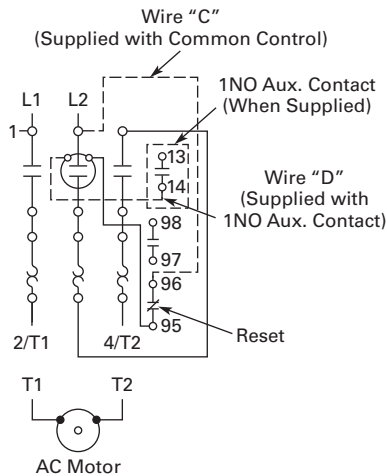 Wire “C”
(Supplied with Common Control)
1NO Aux. Contact
(When Supplied)
L1
L2
1
13
14
Wire “D”
(Supplied with
1NO Aux. Contact)
98
97
96
95
Reset
2/T1
4/T2
T1
T2
AC Motor